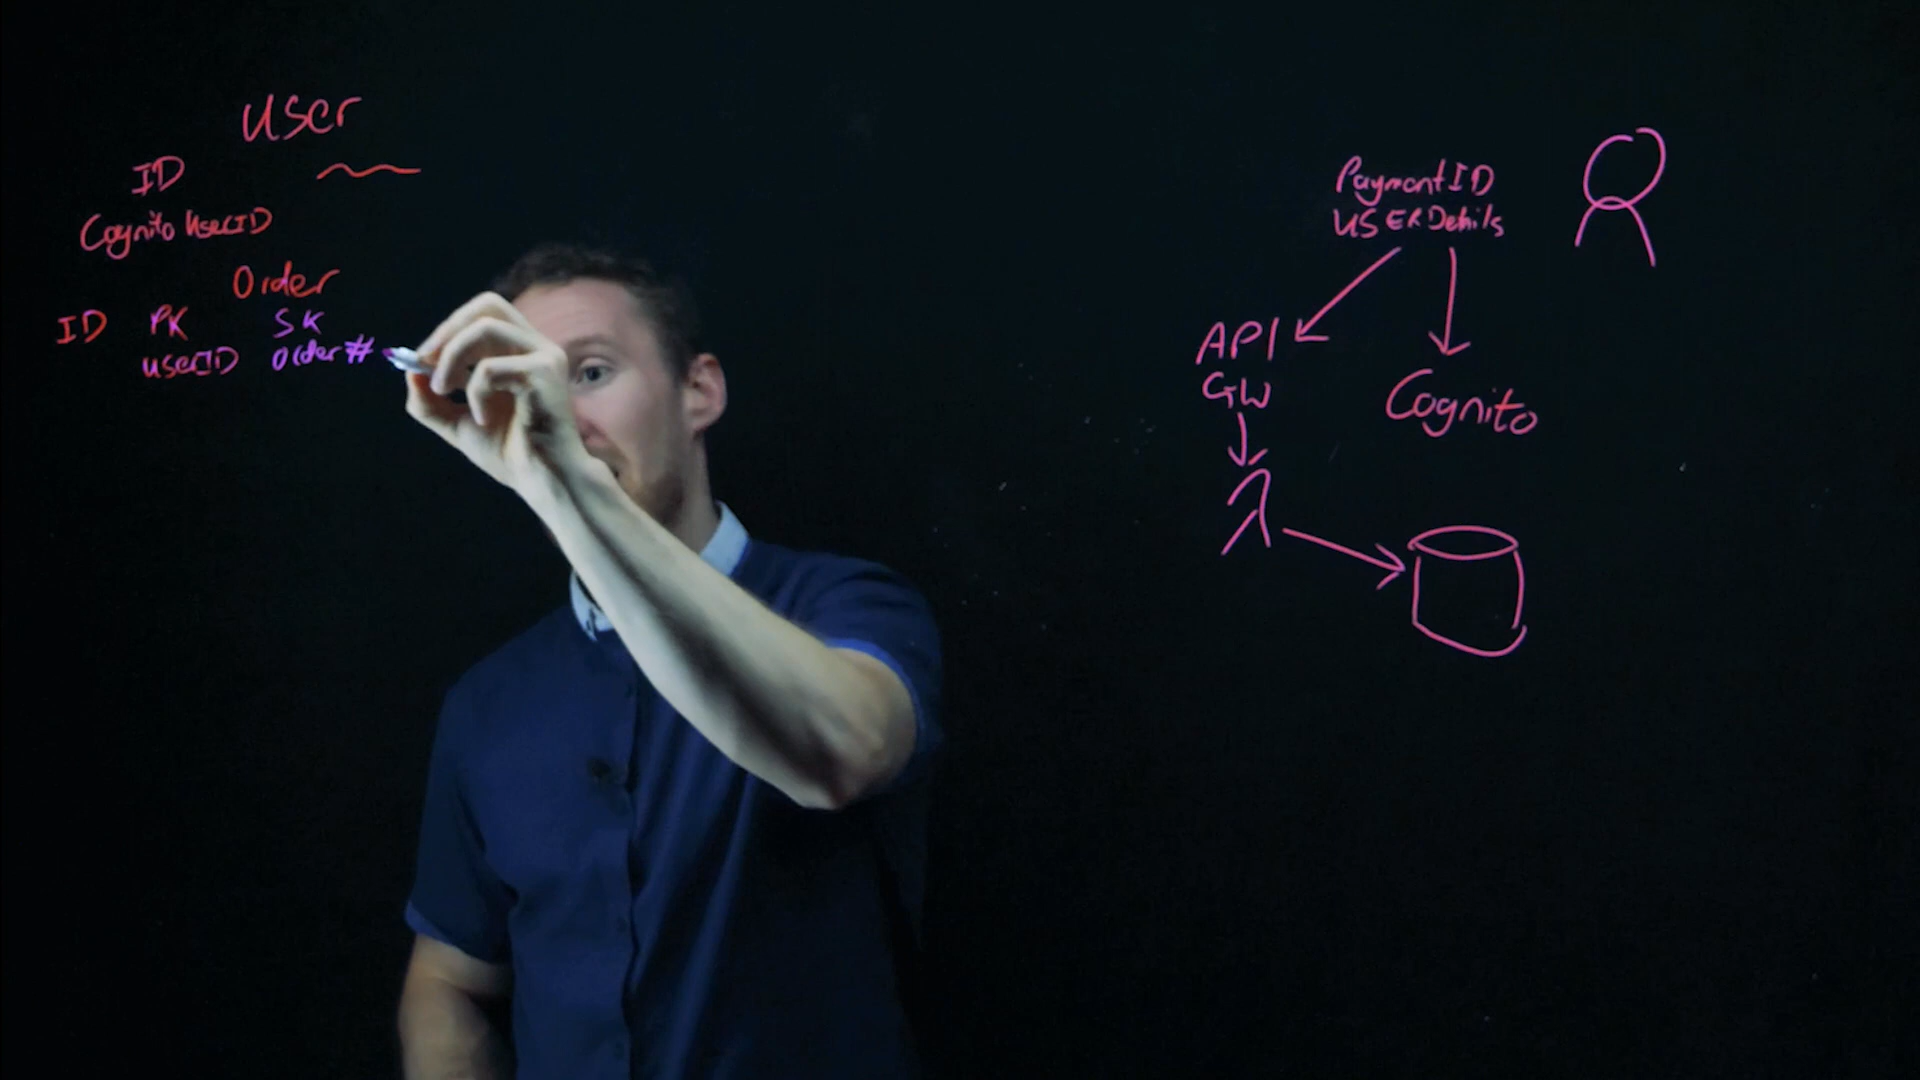 User
ID
Cognito UserID
Order
ID PK SK
userID Order#
PaymentID
USERDetails
API
GW
Cognito
λ